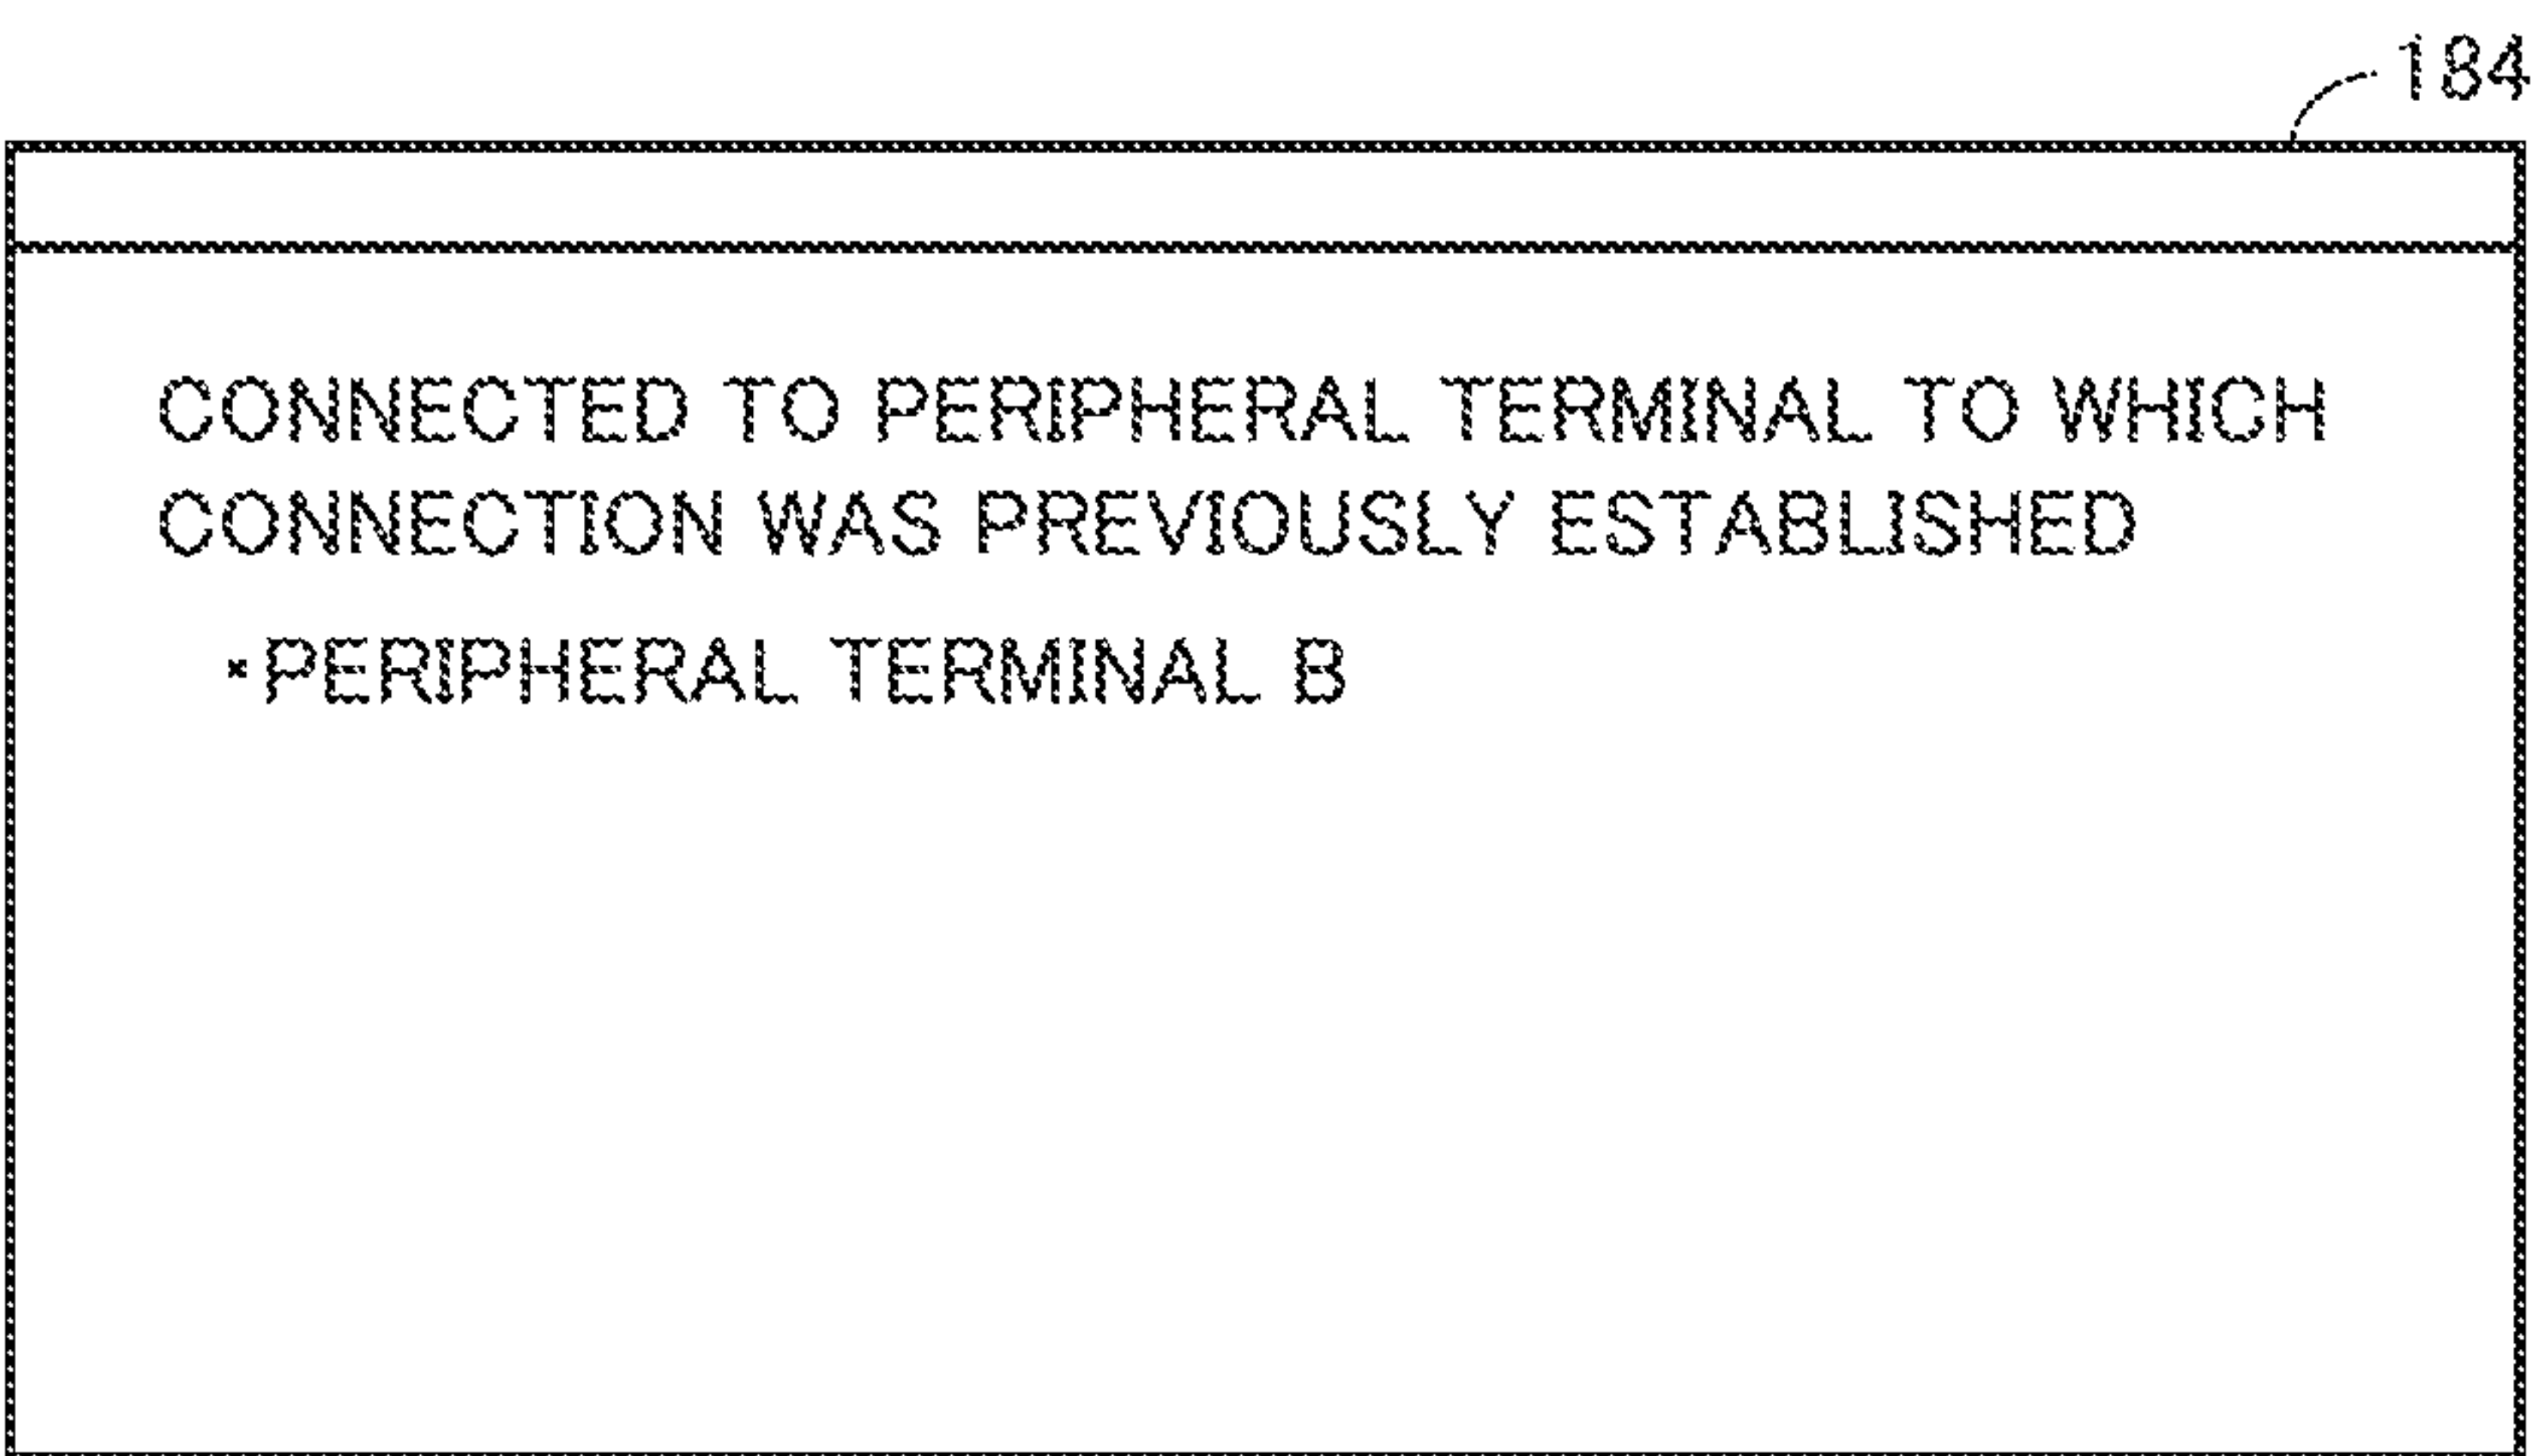 184
CONNECTED TO PERIPHERAL TERMINAL TO WHICH
CONNECTION WAS PREVIOUSLY ESTABLISHED
・PERIPHERAL TERMINAL B